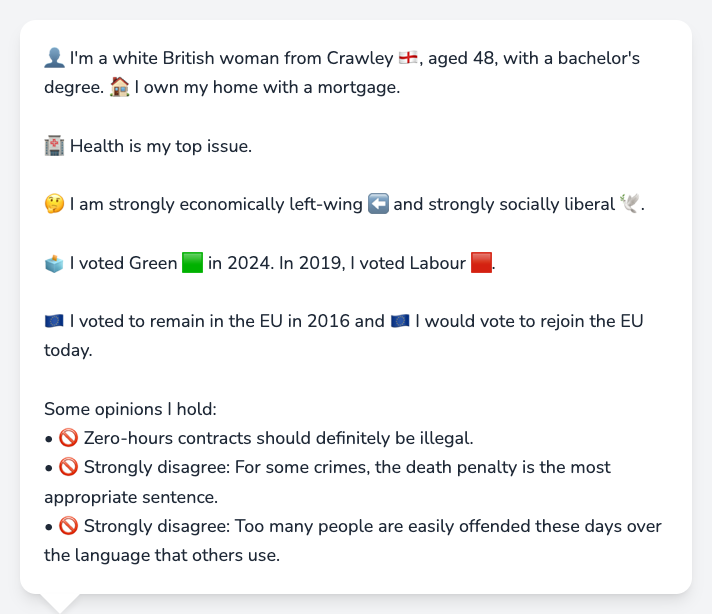 👤 I'm a white British woman from Crawley 🏴󠁧󠁢󠁥󠁮󠁧󠁿, aged 48, with a bachelor's
degree. 🏠 I own my home with a mortgage.
🏥 Health is my top issue.
🤔 I am strongly economically left-wing ⬅️ and strongly socially liberal 🕊️.
🗳️ I voted Green 🟩 in 2024. In 2019, I voted Labour 🟥.
🇪🇺 I voted to remain in the EU in 2016 and 🇪🇺 I would vote to rejoin the EU
today.
Some opinions I hold:
• 🚫 Zero-hours contracts should definitely be illegal.
• 🚫 Strongly disagree: For some crimes, the death penalty is the most
appropriate sentence.
• 🚫 Strongly disagree: Too many people are easily offended these days over
the language that others use.